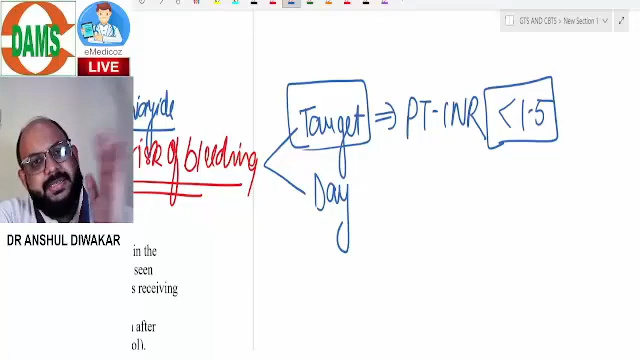 DAMS
eMedicoz
LIVE
GTS AND CBTS > New Section 1
Target ⇒ PT-INR < 1.5
risk of bleeding
Day
DR ANSHUL DIWAKAR
in the
seen
s receiving
after
ol).